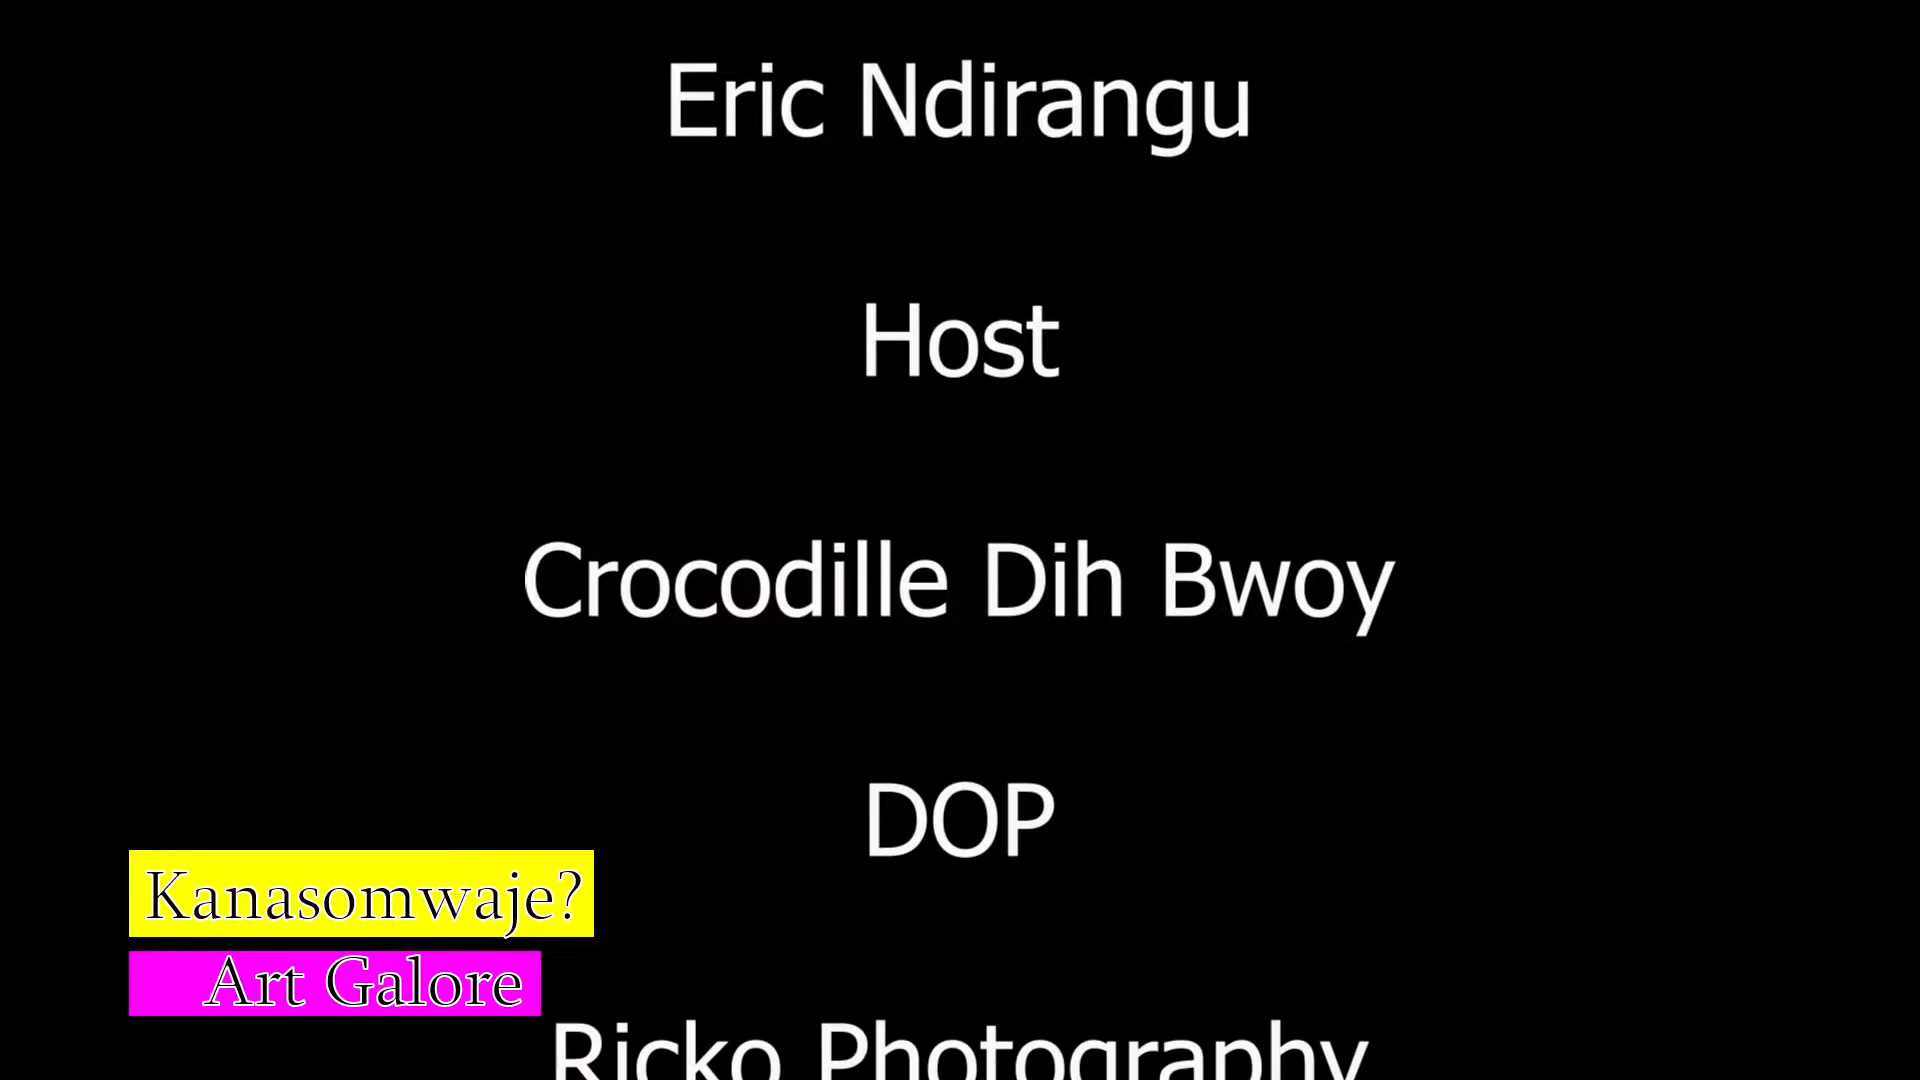 Eric Ndirangu
Host
Crocodille Dih Bwoy
DOP
Kanasomwaje?
Art Galore
Ricko Photography